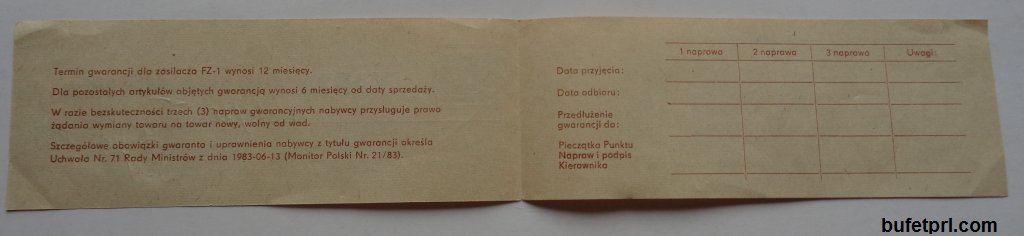 Termin gwarancji dla zasilacza FZ-1 wynosi 12 miesięcy.
Dla pozostałych artykułów objętych gwarancją wynosi 6 miesięcy od daty sprzedaży.
W razie bezskuteczności trzech (3) napraw gwarancyjnych nabywcy przysługuje prawo
żądania wymiany towaru na towar nowy, wolny od wad.
Szczegółowe obowiązki gwaranta i uprawnienia nabywcy z tytułu gwarancji określa
Uchwała Nr. 71 Rady Ministrów z dnia 1983-06-13 (Monitor Polski Nr. 21/83).
1 naprawa 2 naprawa 3 naprawa Uwagi:
Data przyjęcia:
Data odbioru:
Przedłużenie
gwarancji do:
Pieczątka Punktu
Napraw i podpis
Kierownika
bufetprl.com